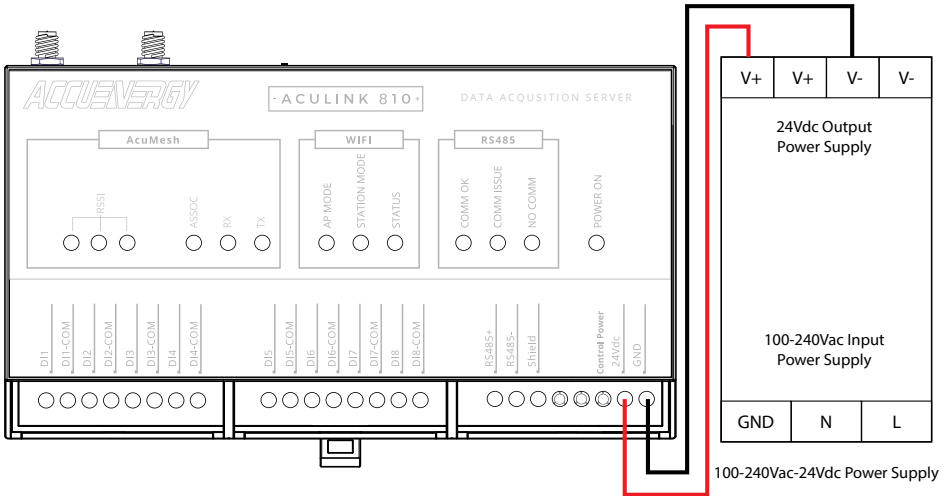 ACCUENERGY
- ACULINK 810 +
DATA ACQUSITION SERVER
AcuMesh
WIFI
RS485
RSSI
ASSOC
RX
TX
AP MODE
STATION MODE
STATUS
COMM OK
COMM ISSUE
NO COMM
POWER ON
DI1
DI1-COM
DI2
DI2-COM
DI3
DI3-COM
DI4
DI4-COM
DI5
DI5-COM
DI6
DI6-COM
DI7
DI7-COM
DI8
DI8-COM
RS485+
RS485-
Shield
Control Power
24Vdc
GND
V+ V+ V- V-
24Vdc Output
Power Supply
100-240Vac Input
Power Supply
GND N L
100-240Vac-24Vdc Power Supply